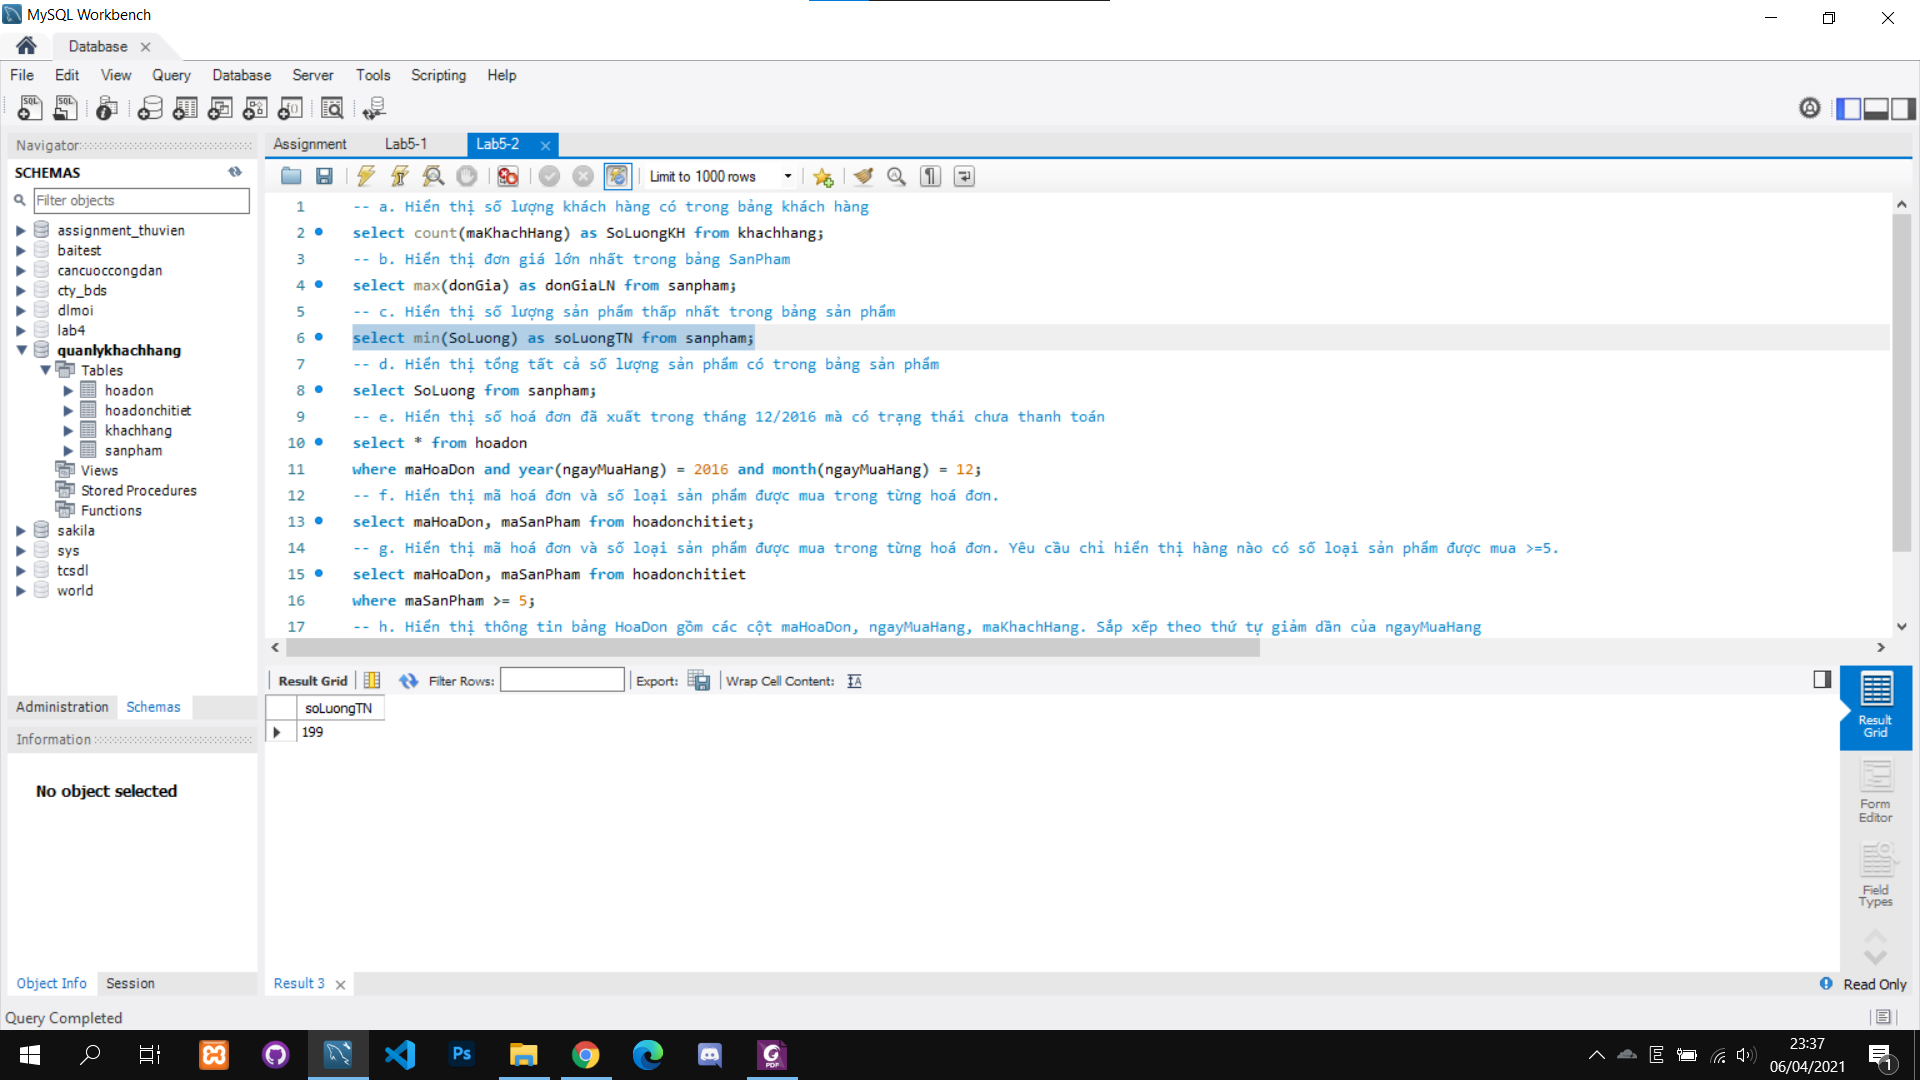 MySQL Workbench
Database
File Edit View Query Database Server Tools Scripting Help
Navigator
SCHEMAS
Filter objects
assignment_thuvien
baitest
cancuoccongdan
cty_bds
dlmoi
lab4
quanlykhachhang
Tables
hoadon
hoadonchitiet
khachhang
sanpham
Views
Stored Procedures
Functions
sakila
sys
tcsdl
world
Administration Schemas
Information
No object selected
Object Info Session
Assignment Lab5-1 Lab5-2
Limit to 1000 rows
1 -- a. Hiển thị số lượng khách hàng có trong bảng khách hàng
2 select count(maKhachHang) as SoLuongKH from khachhang;
3 -- b. Hiển thị đơn giá lớn nhất trong bảng SanPham
4 select max(donGia) as donGiaLN from sanpham;
5 -- c. Hiển thị số lượng sản phẩm thấp nhất trong bảng sản phẩm
6 select min(SoLuong) as soLuongTN from sanpham;
7 -- d. Hiển thị tổng tất cả số lượng sản phẩm có trong bảng sản phẩm
8 select SoLuong from sanpham;
9 -- e. Hiển thị số hoá đơn đã xuất trong tháng 12/2016 mà có trạng thái chưa thanh toán
10 select * from hoadon
11 where maHoaDon and year(ngayMuaHang) = 2016 and month(ngayMuaHang) = 12;
12 -- f. Hiển thị mã hoá đơn và số loại sản phẩm được mua trong từng hoá đơn.
13 select maHoaDon, maSanPham from hoadonchitiet;
14 -- g. Hiển thị mã hoá đơn và số loại sản phẩm được mua trong từng hoá đơn. Yêu cầu chỉ hiển thị hàng nào có số loại sản phẩm được mua >=5.
15 select maHoaDon, maSanPham from hoadonchitiet
16 where maSanPham >= 5;
17 -- h. Hiển thị thông tin bảng HoaDon gồm các cột maHoaDon, ngayMuaHang, maKhachHang. Sắp xếp theo thứ tự giảm dần của ngayMuaHang
Result Grid Filter Rows: Export: Wrap Cell Content:
soLuongTN
199
Result
Grid
Form
Editor
Field
Types
Result 3
Read Only
Query Completed
23:37
06/04/2021
1